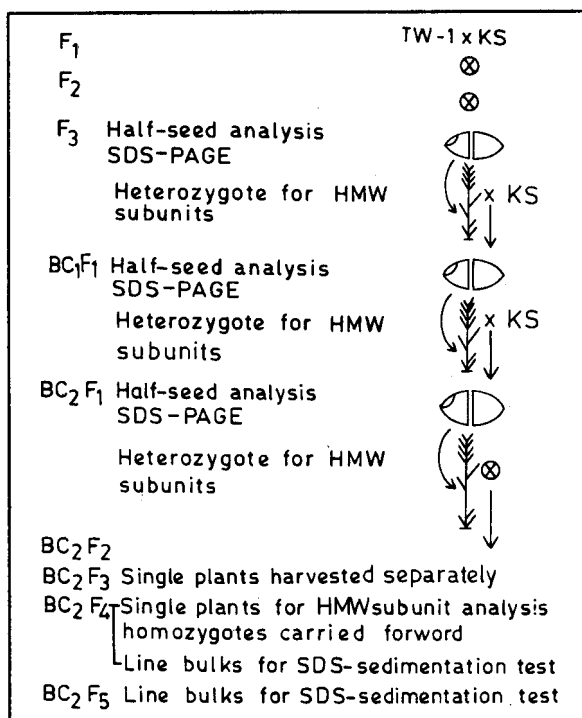 F1 TW-1 x KS
F2
F3 Half-seed analysis
SDS-PAGE
Heterozygote for HMW x KS
subunits
BC1F1 Half-seed analysis
SDS-PAGE
Heterozygote for HMW x KS
subunits
BC2F1 Half-seed analysis
SDS-PAGE
Heterozygote for HMW
subunits
BC2F2
BC2F3 Single plants harvested separately
BC2F4 Single plants for HMW subunit analysis
homozygotes carried forword
Line bulks for SDS-sedimentation test
BC2F5 Line bulks for SDS-sedimentation test